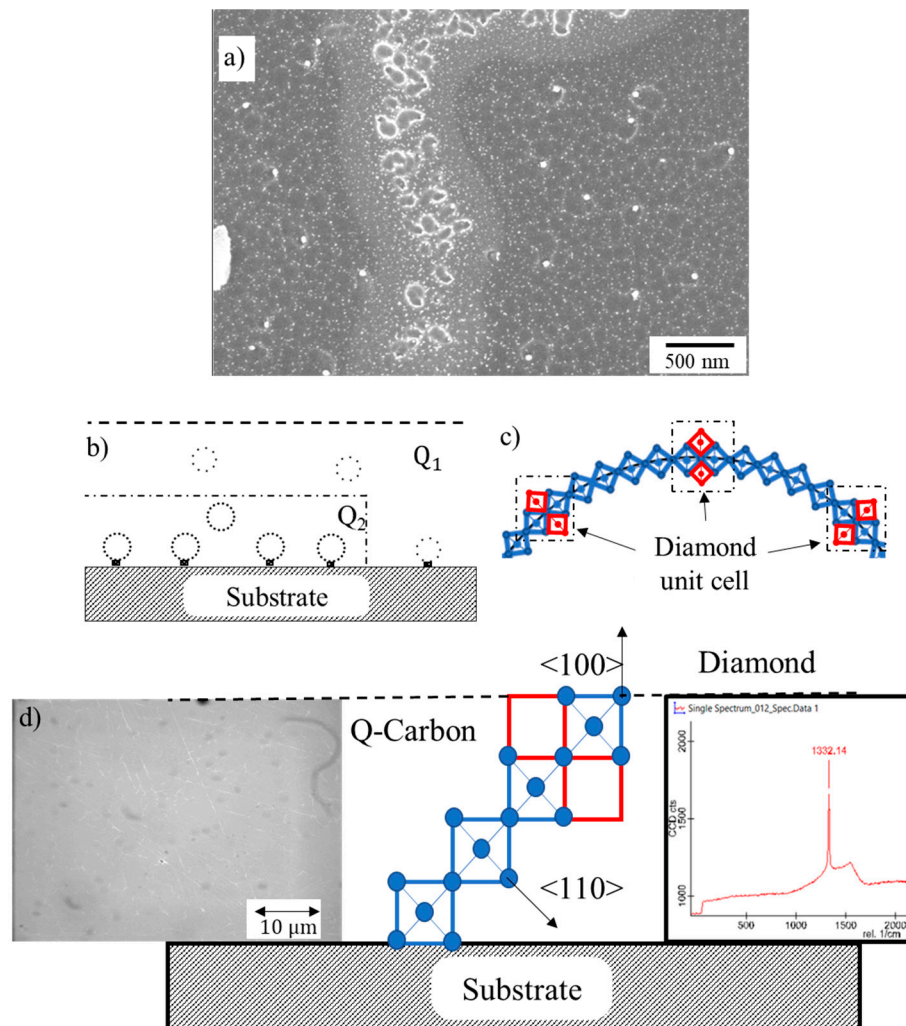 a)
500 nm
b)
Q₁
Q₂
Substrate
c)
Diamond
unit cell
<100>
Diamond
d)
Q-Carbon
<110>
10 μm
Single Spectrum_012_Spec.Data 1
1332.14
2000
1500
1000
CCD cts
500
1000
1500
2000
rel. 1/cm
Substrate